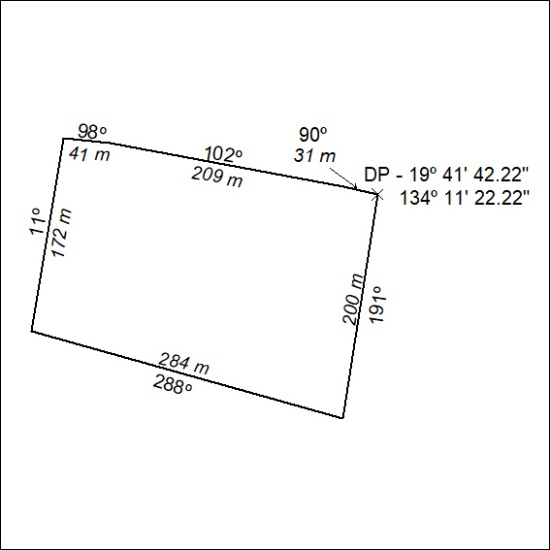 98º
41 m
102º
209 m
90º
31 m
DP - 19º 41' 42.22"
134º 11' 22.22"
11º
172 m
200 m
191º
284 m
288º